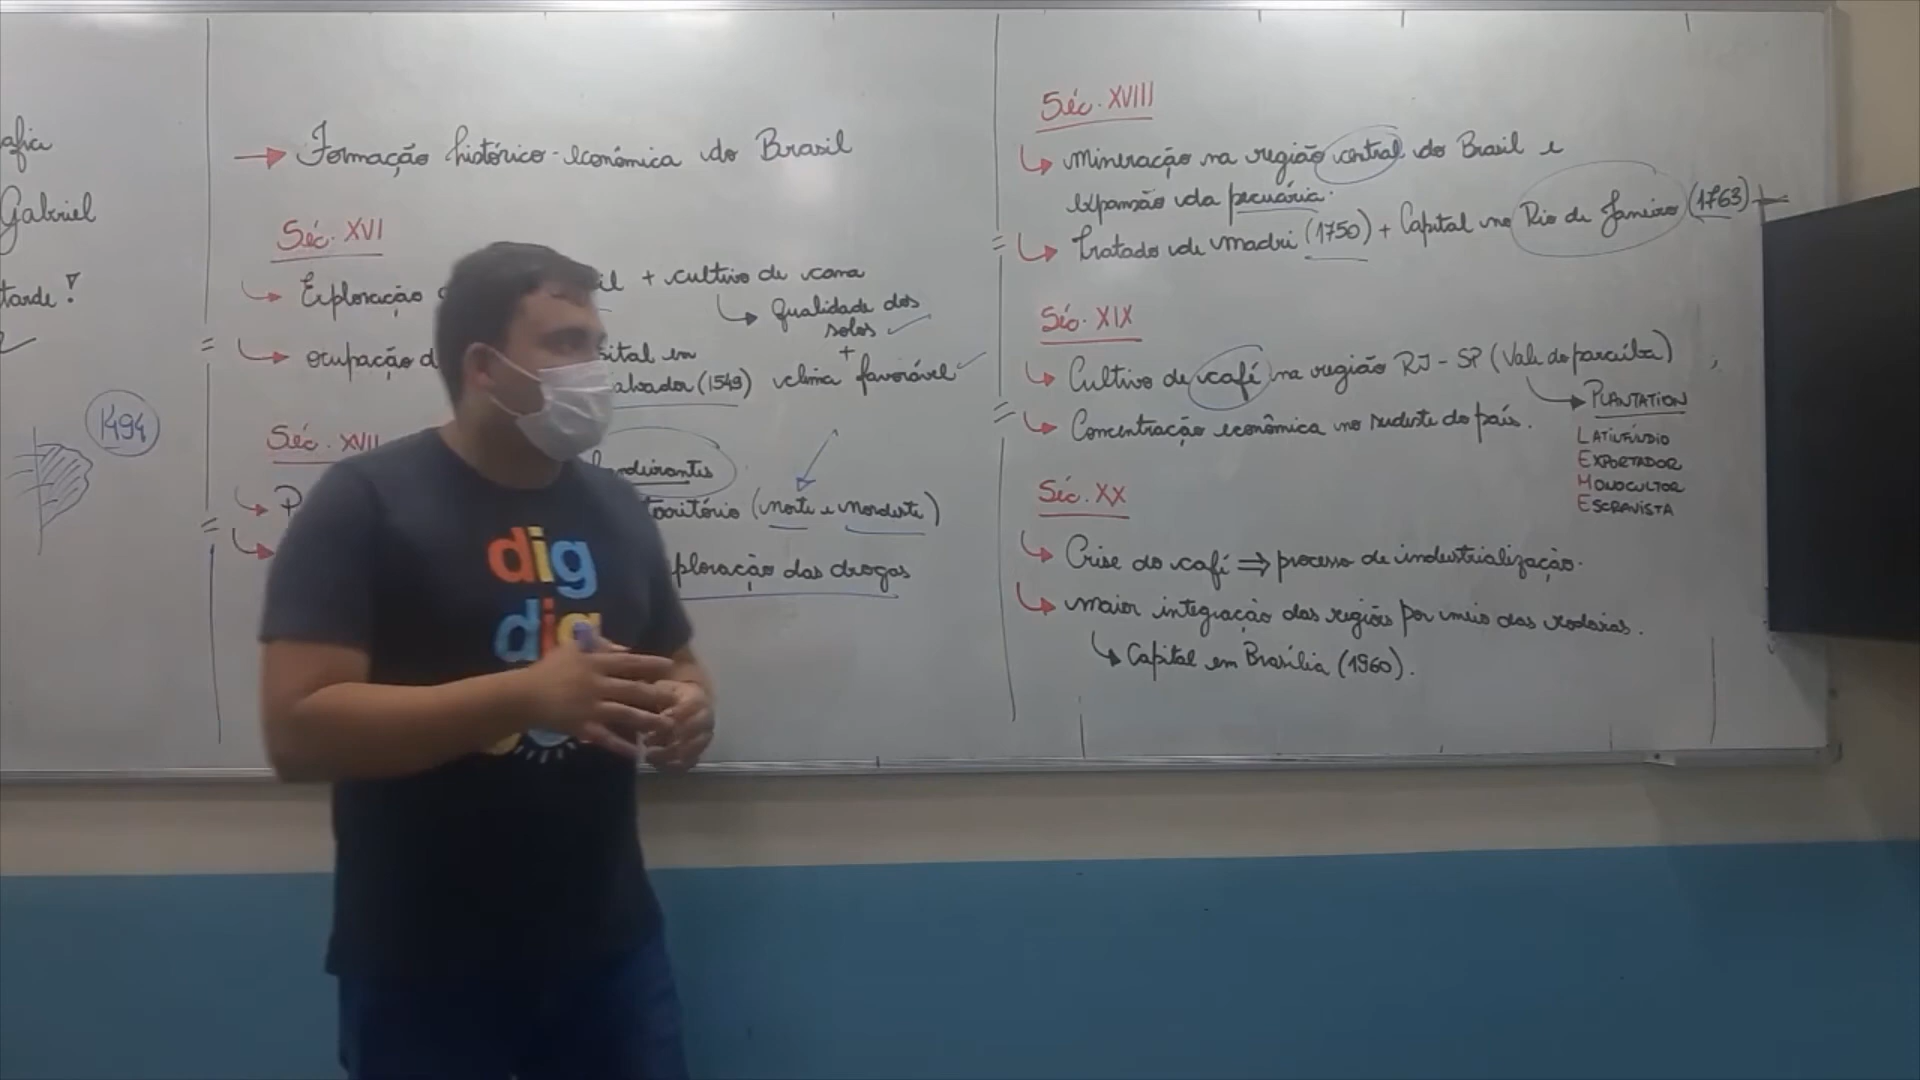 Gabriel
tarde!
1494
→ Formação histórico-econômica do Brasil
Séc. XVI
Exploração
+ cultivo de cana
Qualidade dos
solos
+
clima favorável
ocupação d
em
(1549)
Séc. XVII
território (norte e nordeste)
ploração das drogas
Séc. XVIII
mineração na região central do Brasil e
expansão da pecuária.
Tratado de madri (1750) + Capital no Rio de Janeiro (1763)
Séc. XIX
Cultivo de café na região RJ - SP (Vale do paraíba)
Concentração econômica no sudeste do país.
PLANTATION
LATIFÚNDIO
EXPORTADOR
MONOCULTOR
ESCRAVISTA
Séc. XX
Crise do café ⇒ processo de industrialização.
maior integração das regiões por meio das rodovias.
Capital em Brasília (1960).
dig
dig